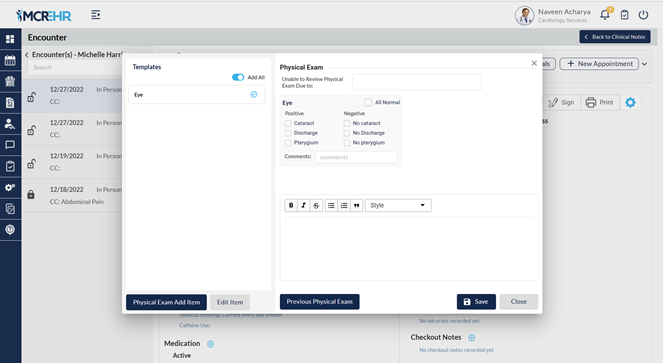 MCREHR
Naveen Acharya
Cardiology Services
1
Encounter
Back to Clinical Notes
Encounter(s) - Michelle Harri
Search
als
+ New Appointment
12/27/2022 In Person
CC:
12/27/2022 In Person
CC:
12/19/2022 In Person
CC:
12/18/2022 In Person
CC: Abdominal Pain
Sign
Print
ss
Templates
Add All
Eye
Physical Exam
Unable to Review Physical
Exam Due to:
Eye
All Normal
Positive Negative
Cataract No cataract
Discharge No Discharge
Pterygium No pterygium
Comments: comments
B I S Style
Physical Exam Add Item
Edit Item
Previous Physical Exam
Save
Close
Caffeine Use:
Medication
Active
No lab order recorded yet
Checkout Notes
No checkout notes recorded yet